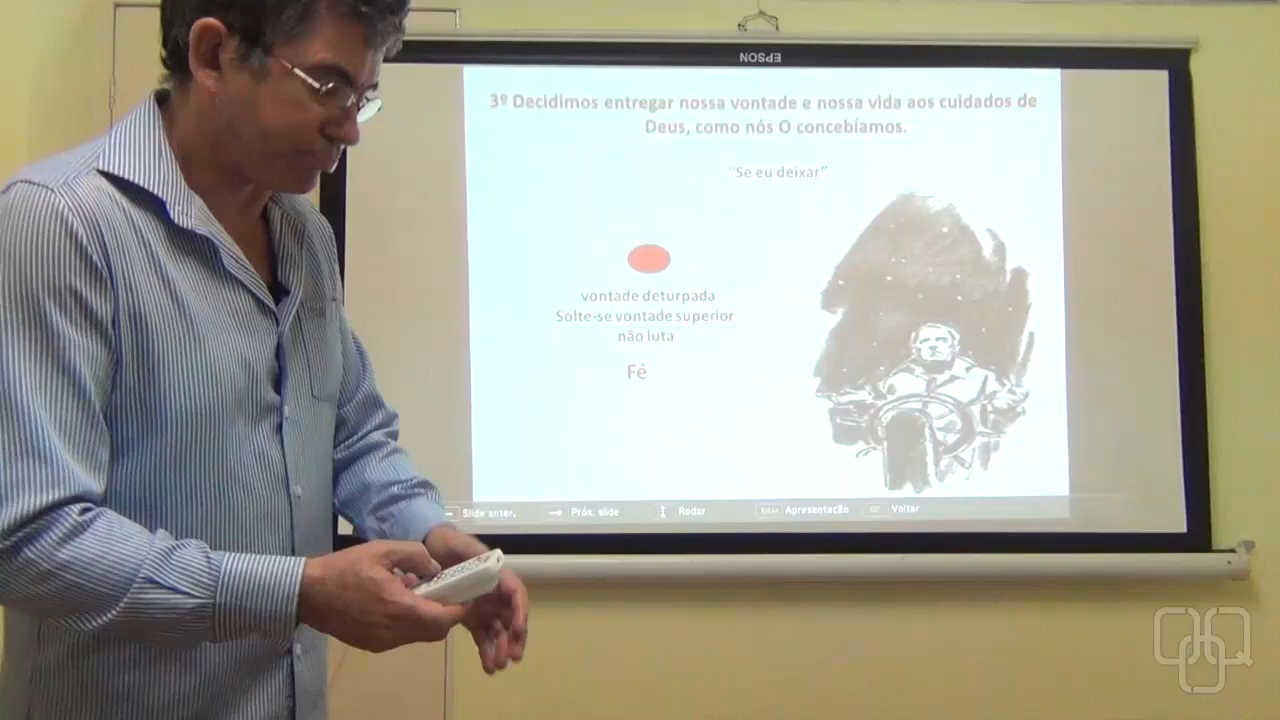 EPSON
3º Decidimos entregar nossa vontade e nossa vida aos cuidados de
Deus, como nós O concebíamos.
“Se eu deixar”
vontade deturpada
Solte-se vontade superior
não luta
Fé
Slide anter.
Próx. slide
Rodar
Enter
Apresentação
Voltar